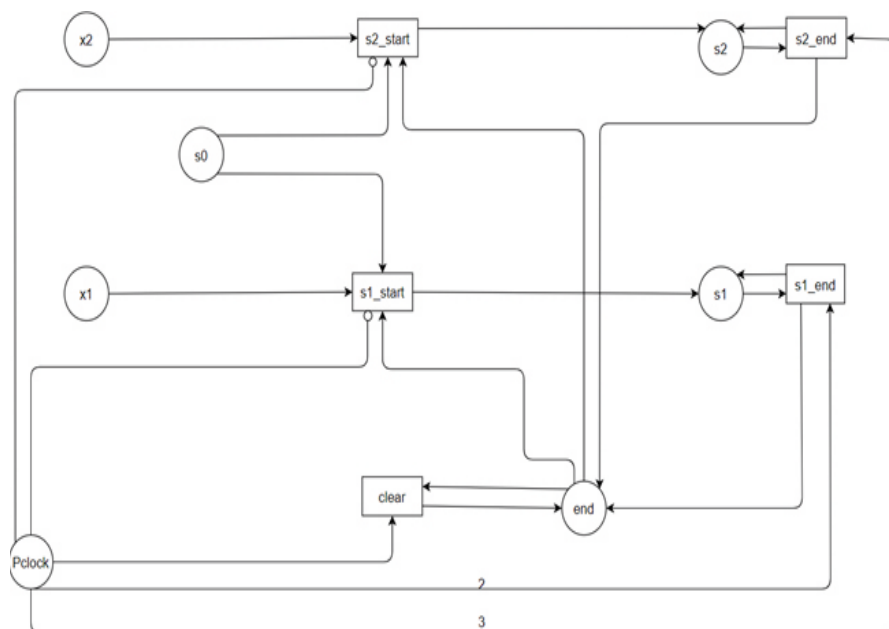 x2
s2_start
s2
s2_end
s0
x1
s1_start
s1
s1_end
clear
end
Pclock
2
3